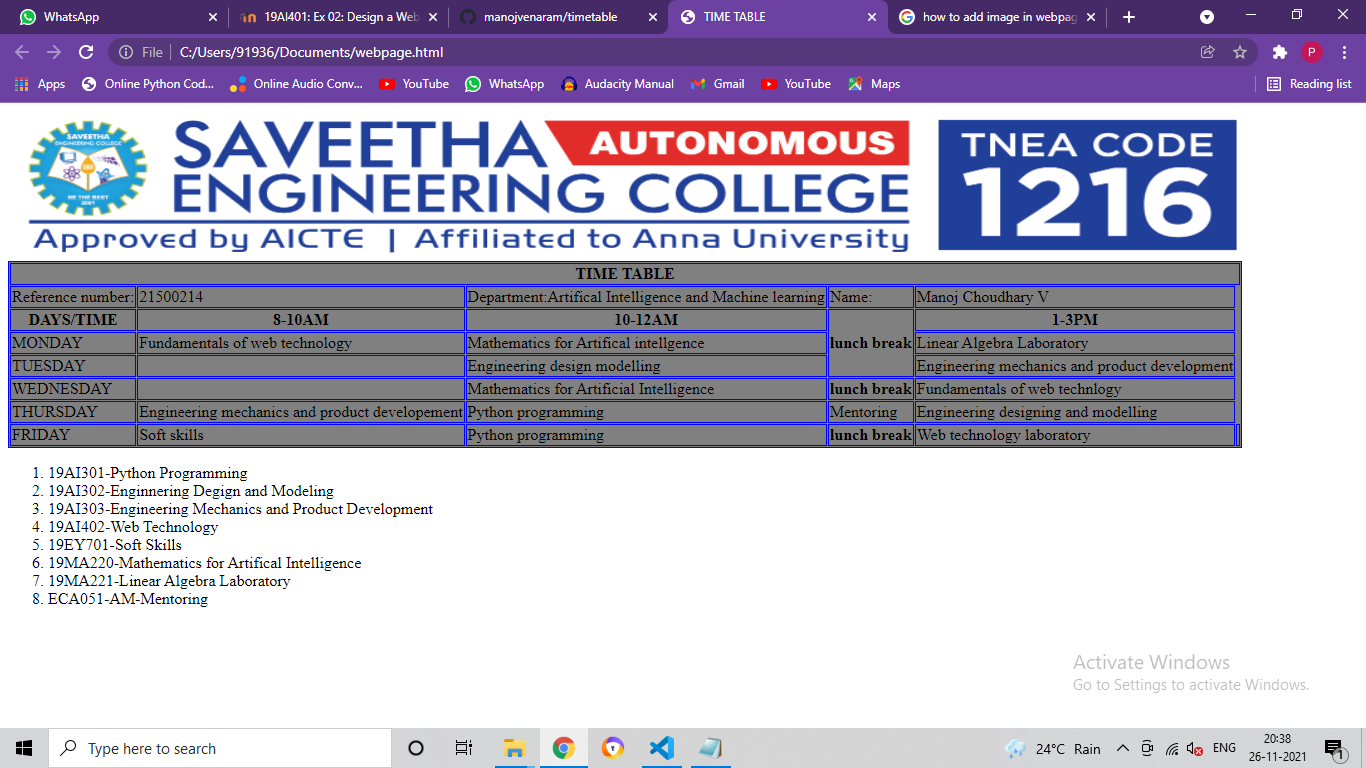 WhatsApp
19AI401: Ex 02: Design a Web
manojvenaram/timetable
TIME TABLE
how to add image in webpag
File
C:/Users/91936/Documents/webpage.html
P
Apps
Online Python Cod...
Online Audio Conv...
YouTube
WhatsApp
Audacity Manual
Gmail
YouTube
Maps
Reading list
SAVEETHA
ENGINEERING COLLEGE
BE THE BEST
2001
SAVEETHA AUTONOMOUS
ENGINEERING COLLEGE
Approved by AICTE | Affiliated to Anna University
TNEA CODE
1216
TIME TABLE
Reference number: 21500214 Department:Artifical Intelligence and Machine learning Name: Manoj Choudhary V
DAYS/TIME 8-10AM 10-12AM lunch break 1-3PM
MONDAY Fundamentals of web technology Mathematics for Artifical intellgence Linear Algebra Laboratory
TUESDAY Engineering design modelling Engineering mechanics and product development
WEDNESDAY Mathematics for Artificial Intelligence lunch break Fundamentals of web technlogy
THURSDAY Engineering mechanics and product developement Python programming Mentoring Engineering designing and modelling
FRIDAY Soft skills Python programming lunch break Web technology laboratory
1. 19AI301-Python Programming
2. 19AI302-Enginnering Degign and Modeling
3. 19AI303-Engineering Mechanics and Product Development
4. 19AI402-Web Technology
5. 19EY701-Soft Skills
6. 19MA220-Mathematics for Artifical Intelligence
7. 19MA221-Linear Algebra Laboratory
8. ECA051-AM-Mentoring
Activate Windows
Go to Settings to activate Windows.
Type here to search
24°C Rain
ENG
20:38
26-11-2021
1